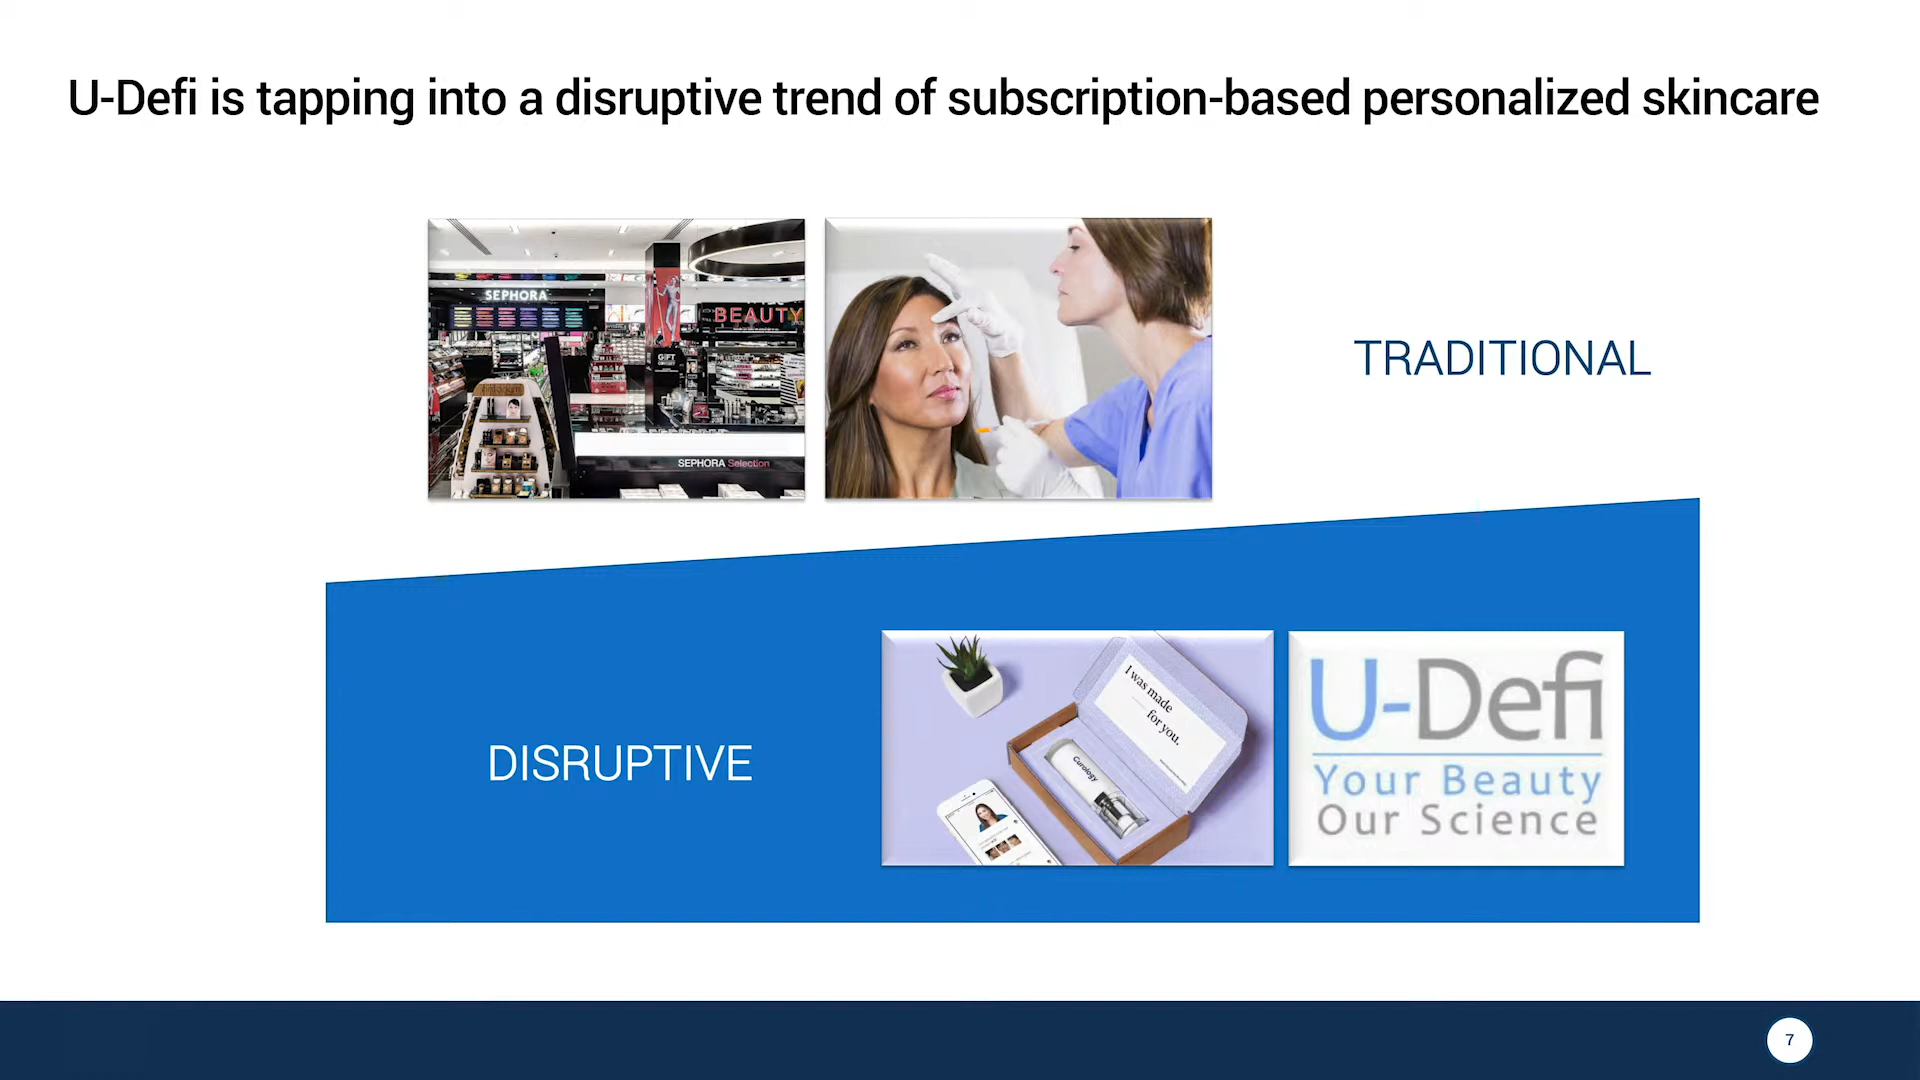 U-Defi is tapping into a disruptive trend of subscription-based personalized skincare
SEPHORA
BEAUTY
GIFT
SEPHORA Selection
TRADITIONAL
DISRUPTIVE
I was made
for you.
Curology
U-Defi
Your Beauty
Our Science
7